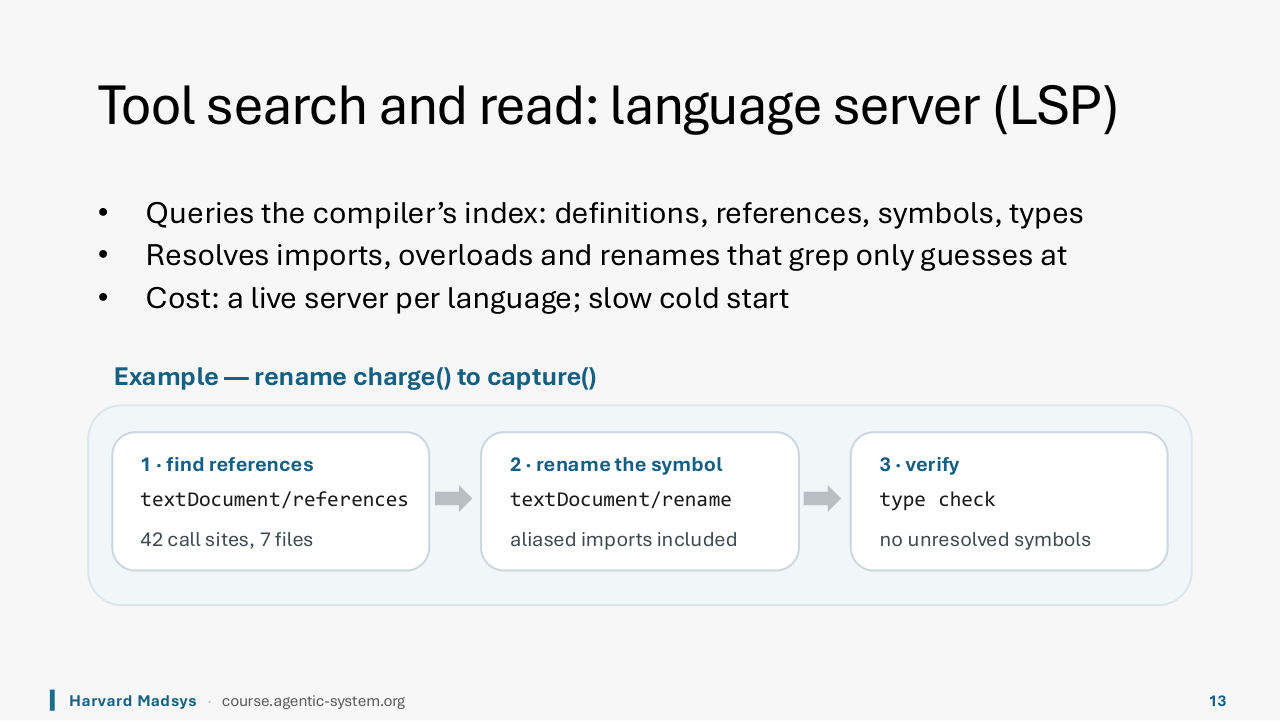 Tool search and read: language server (LSP)
• Queries the compiler’s index: definitions, references, symbols, types
• Resolves imports, overloads and renames that grep only guesses at
• Cost: a live server per language; slow cold start
Example — rename charge() to capture()
1 · find references
textDocument/references
42 call sites, 7 files
2 · rename the symbol
textDocument/rename
aliased imports included
3 · verify
type check
no unresolved symbols
Harvard Madsys · course.agentic-system.org
13